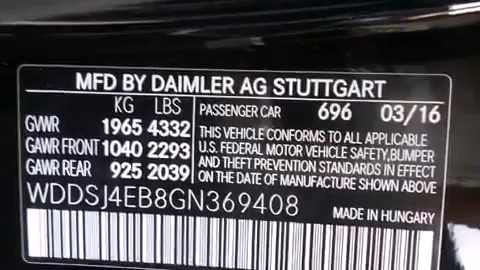 MFD BY DAIMLER AG STUTTGART
KG LBS PASSENGER CAR 696 03/16
GVWR 1965 4332
GAWR FRONT 1040 2293
GAWR REAR 925 2039
THIS VEHICLE CONFORMS TO ALL APPLICABLE
U.S. FEDERAL MOTOR VEHICLE SAFETY,BUMPER
AND THEFT PREVENTION STANDARDS IN EFFECT
ON THE DATE OF MANUFACTURE SHOWN ABOVE
WDDSJ4EB8GN369408
MADE IN HUNGARY